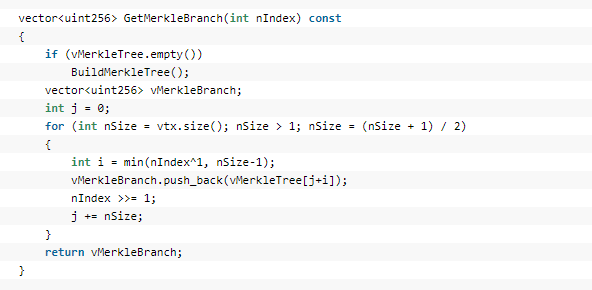 vector<uint256> GetMerkleBranch(int nIndex) const
{
    if (vMerkleTree.empty())
        BuildMerkleTree();
    vector<uint256> vMerkleBranch;
    int j = 0;
    for (int nSize = vtx.size(); nSize > 1; nSize = (nSize + 1) / 2)
    {
        int i = min(nIndex^1, nSize-1);
        vMerkleBranch.push_back(vMerkleTree[j+i]);
        nIndex >>= 1;
        j += nSize;
    }
    return vMerkleBranch;
}